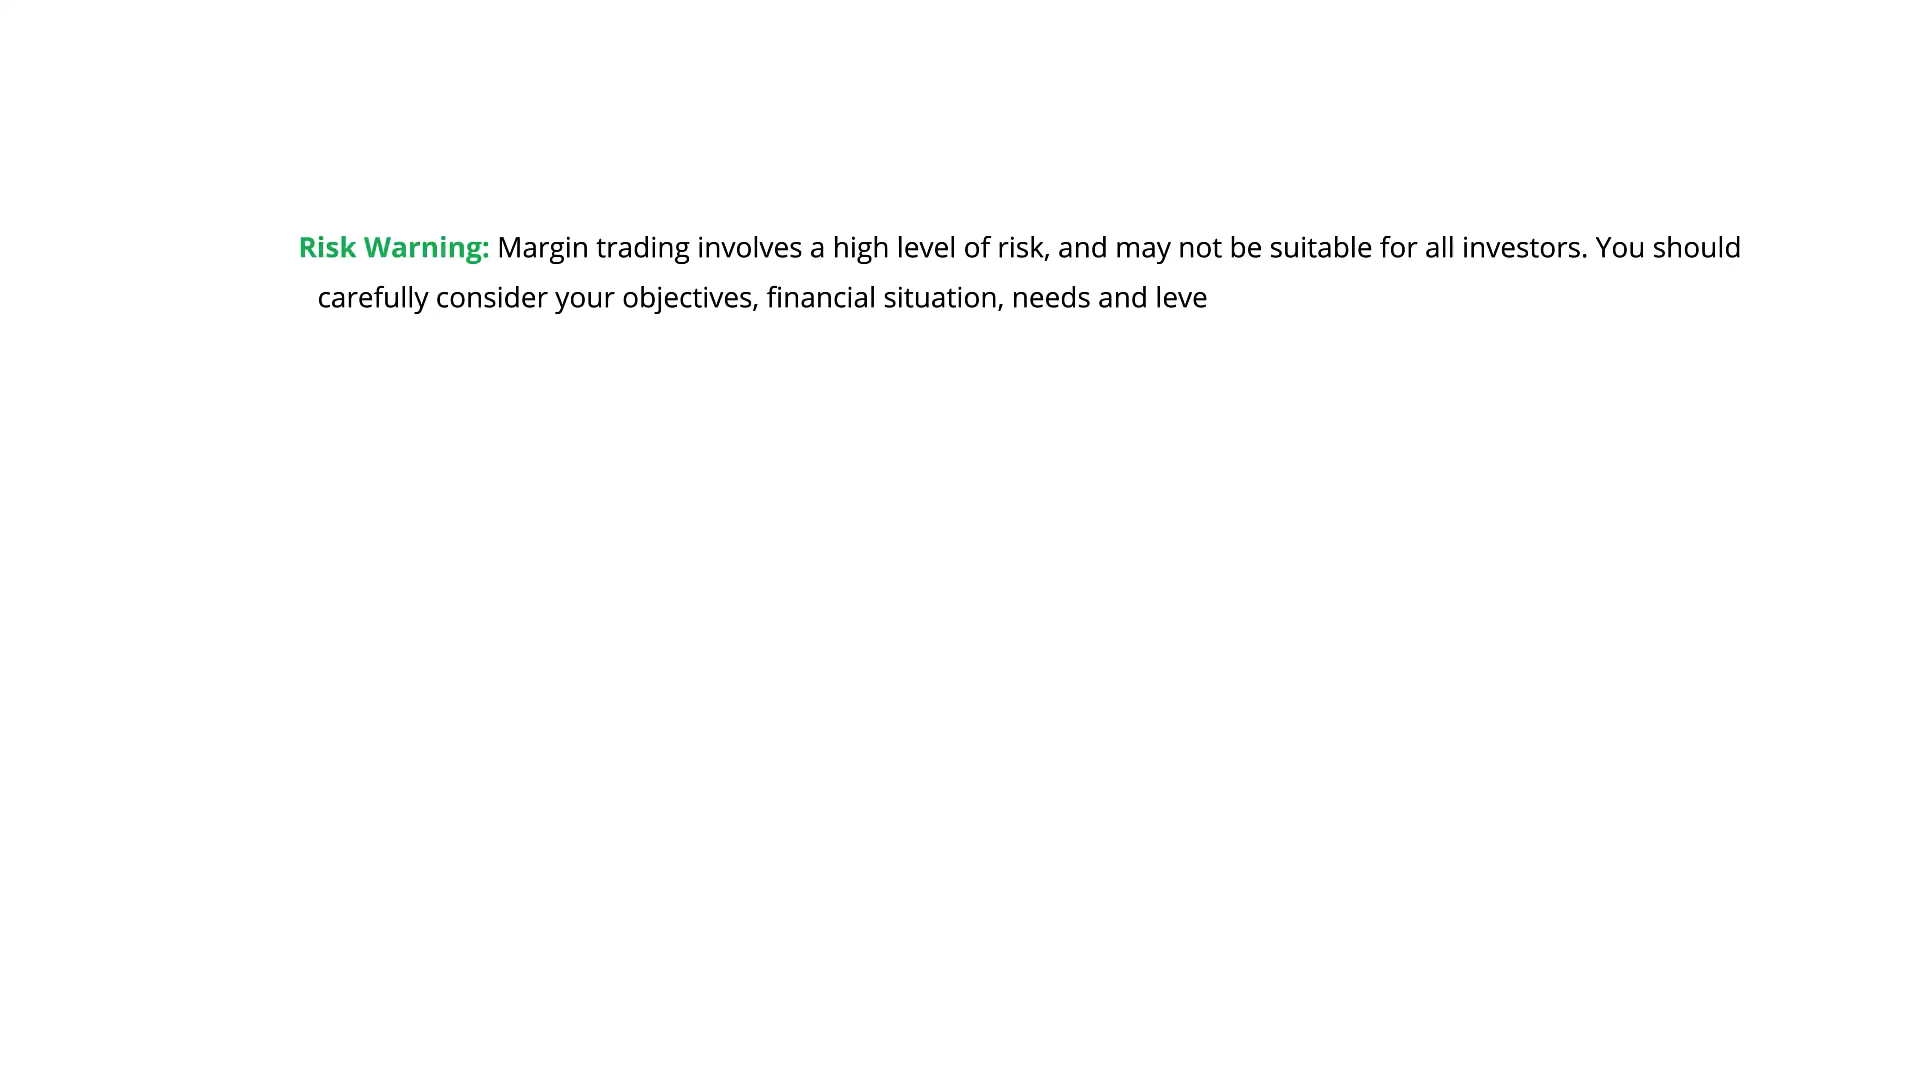 Risk Warning: Margin trading involves a high level of risk, and may not be suitable for all investors. You should
carefully consider your objectives, financial situation, needs and leve